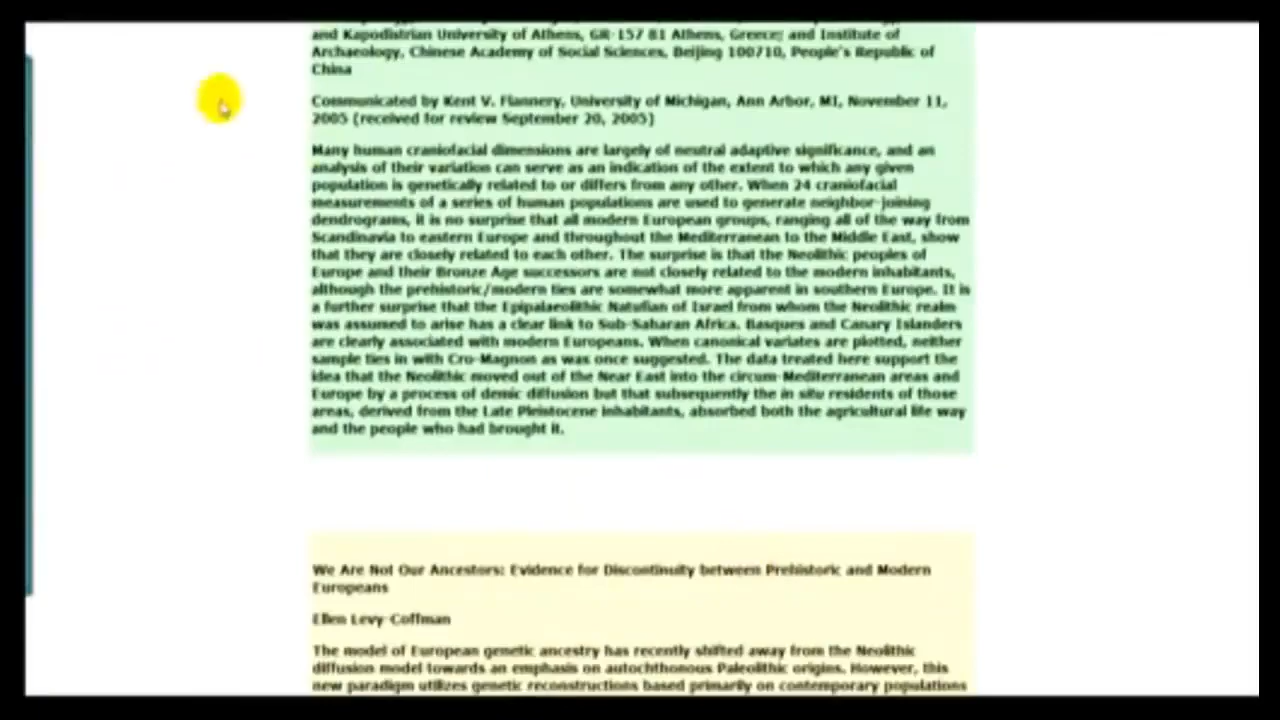 and Kapodistrian University of Athens, GR-157 81 Athens, Greece; and Institute of
Archaeology, Chinese Academy of Social Sciences, Beijing 100710, People's Republic of
China
Communicated by Kent V. Flannery, University of Michigan, Ann Arbor, MI, November 11,
2005 (received for review September 20, 2005)
Many human craniofacial dimensions are largely of neutral adaptive significance, and an
analysis of their variation can serve as an indication of the extent to which any given
population is genetically related to or differs from any other. When 24 craniofacial
measurements of a series of human populations are used to generate neighbor-joining
dendrograms, it is no surprise that all modern European groups, ranging all of the way from
Scandinavia to eastern Europe and throughout the Mediterranean to the Middle East, show
that they are closely related to each other. The surprise is that the Neolithic peoples of
Europe and their Bronze Age successors are not closely related to the modern inhabitants,
although the prehistoric/modern ties are somewhat more apparent in southern Europe. It is
a further surprise that the Epipalaeolithic Natufian of Israel from whom the Neolithic realm
was assumed to arise has a clear link to Sub-Saharan Africa. Basques and Canary Islanders
are clearly associated with modern Europeans. When canonical variates are plotted, neither
sample ties in with Cro-Magnon as was once suggested. The data treated here support the
idea that the Neolithic moved out of the Near East into the circum-Mediterranean areas and
Europe by a process of demic diffusion but that subsequently the in situ residents of those
areas, derived from the Late Pleistocene inhabitants, absorbed both the agricultural life way
and the people who had brought it.
We Are Not Our Ancestors: Evidence for Discontinuity between Prehistoric and Modern
Europeans
Ellen Levy-Coffman
The model of European genetic ancestry has recently shifted away from the Neolithic
diffusion model towards an emphasis on autochthonous Paleolithic origins. However, this
new paradigm utilizes genetic reconstructions based primarily on contemporary populations